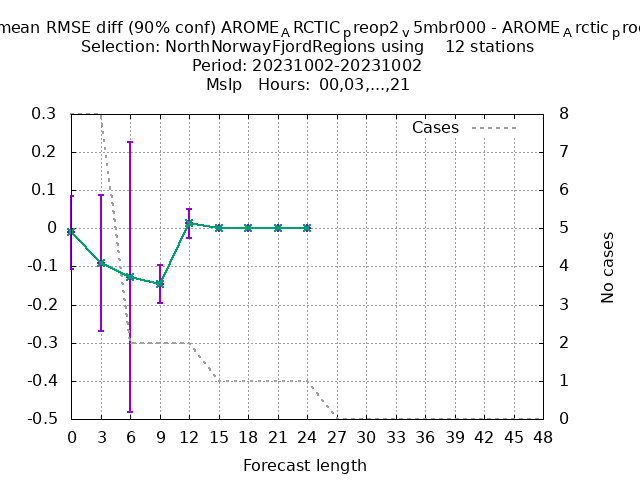 mean RMSE diff (90% conf) AROME_ARCTIC_preop2_v5mbr000 - AROME_Arctic_pro
Selection: NorthNorwayFjordRegions using 12 stations
Period: 20231002-20231002
Mslp Hours: 00,03,...,21
Cases
0.3
0.2
0.1
0
-0.1
-0.2
-0.3
-0.4
-0.5
8
7
6
5
4
3
2
1
0
No cases
0 3 6 9 12 15 18 21 24 27 30 33 36 39 42 45 48
Forecast length